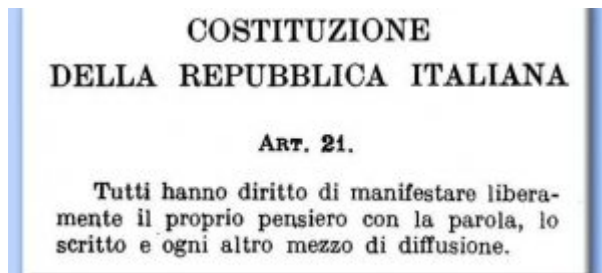 COSTITUZIONE
DELLA REPUBBLICA ITALIANA
ART. 21.
Tutti hanno diritto di manifestare libera-
mente il proprio pensiero con la parola, lo
scritto e ogni altro mezzo di diffusione.